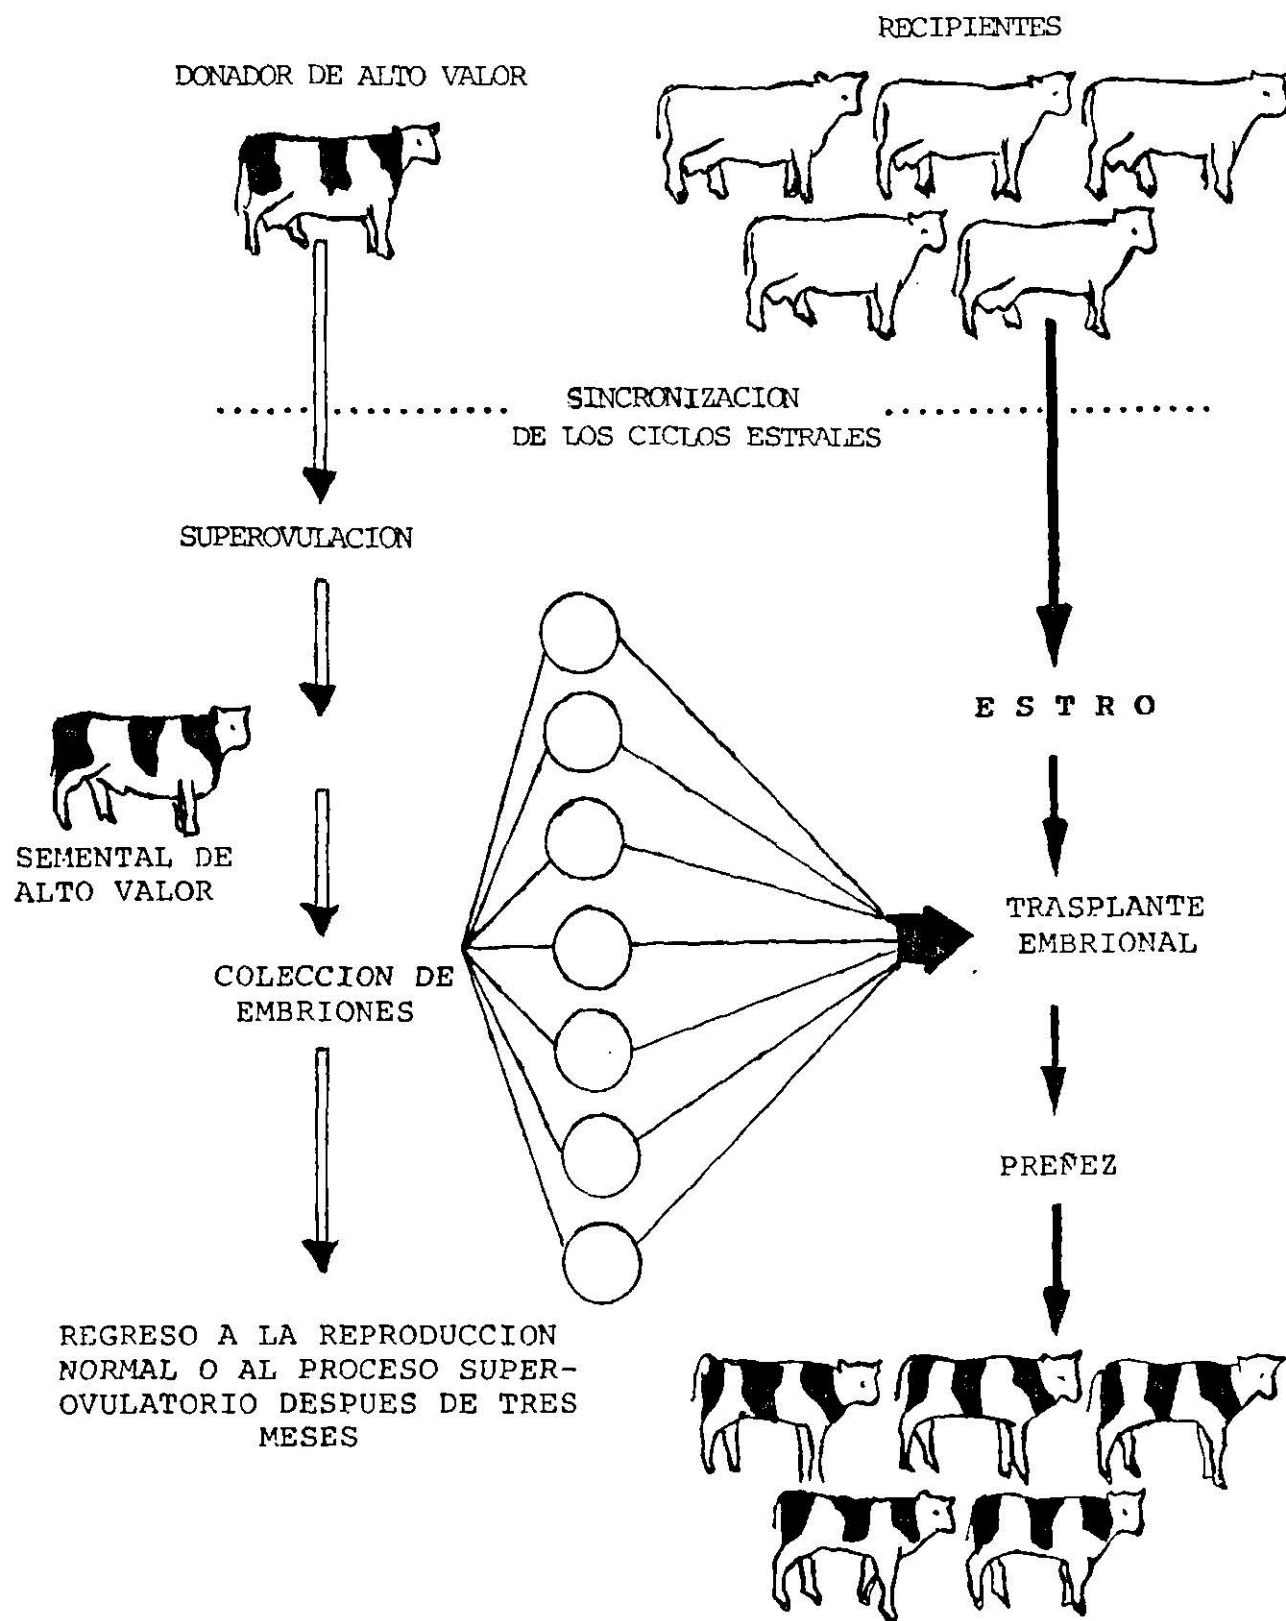 RECIPIENTES
DONADOR DE ALTO VALOR
SINCRONIZACION
DE LOS CICLOS ESTRALES
SUPEROVULACION
E S T R O
SEMENTAL DE
ALTO VALOR
TRASPLANTE
EMBRIONAL
COLECCION DE
EMBRIONES
PREÑEZ
REGRESO A LA REPRODUCCION
NORMAL O AL PROCESO SUPER-
OVULATORIO DESPUES DE TRES
MESES